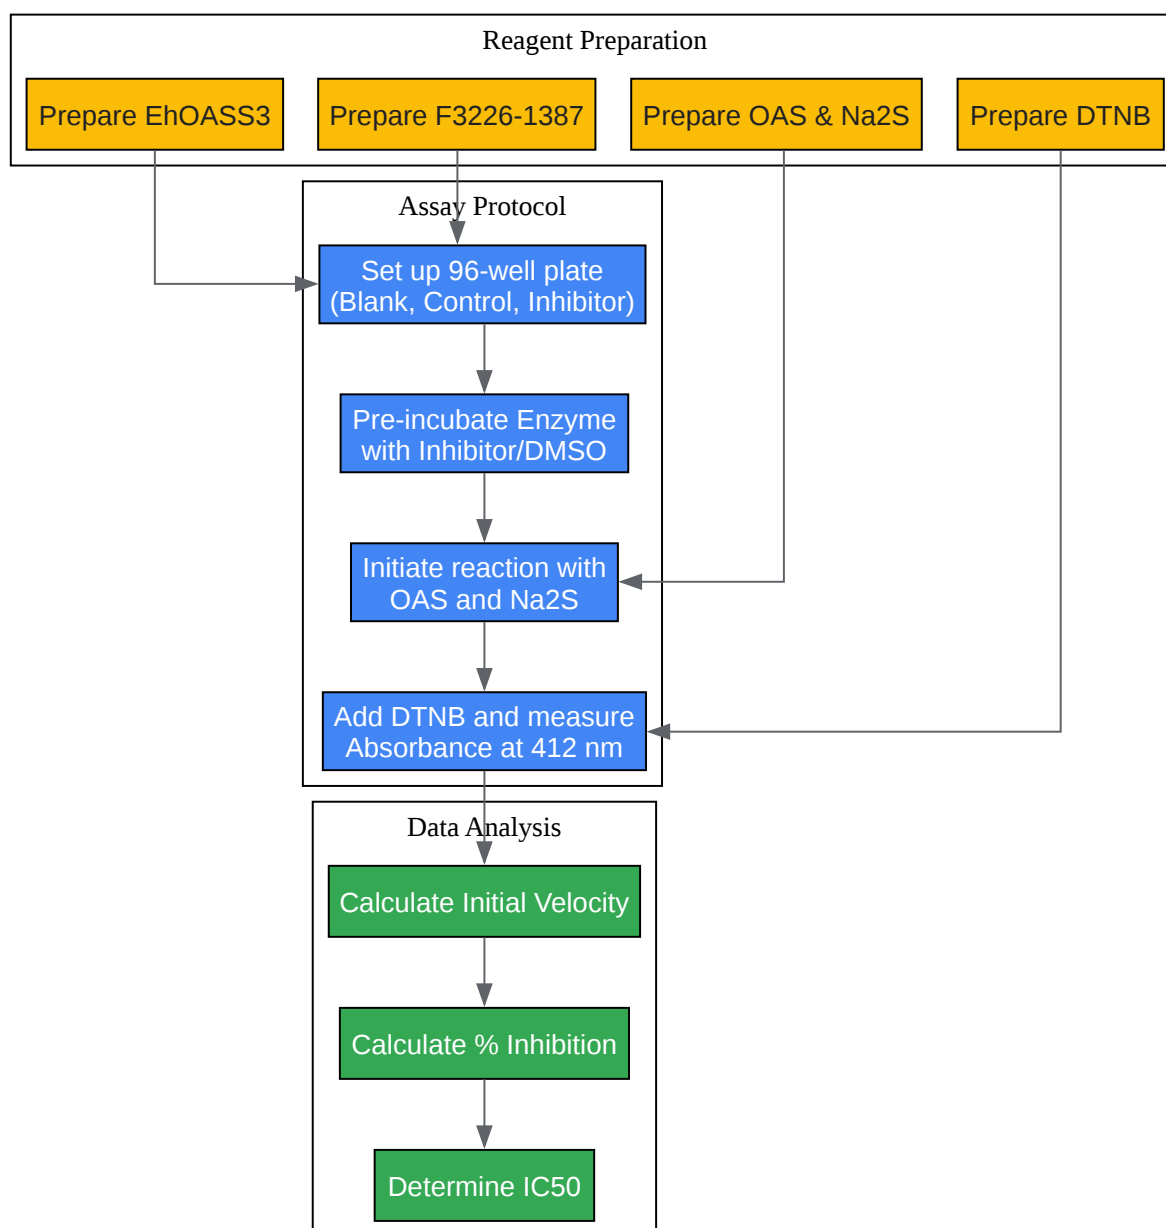 Reagent Preparation
Prepare EhOASS3
Prepare F3226-1387
Prepare OAS & Na2S
Prepare DTNB
Assay Protocol
Set up 96-well plate
(Blank, Control, Inhibitor)
Pre-incubate Enzyme
with Inhibitor/DMSO
Initiate reaction with
OAS and Na2S
Add DTNB and measure
Absorbance at 412 nm
Data Analysis
Calculate Initial Velocity
Calculate % Inhibition
Determine IC50